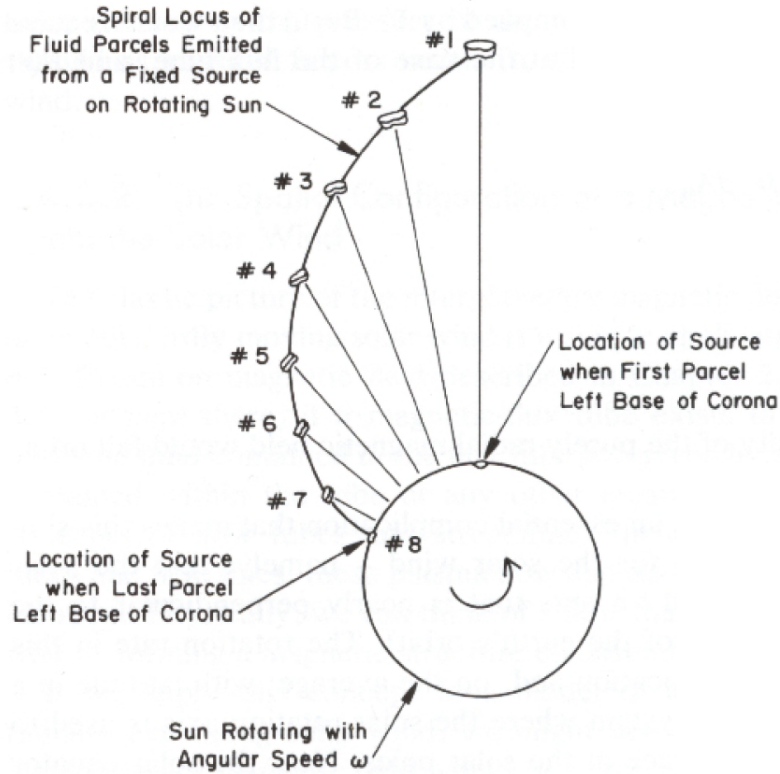 Spiral Locus of
Fluid Parcels Emitted
from a Fixed Source
on Rotating Sun
#1
#2
#3
#4
#5
#6
#7
#8
Location of Source
when First Parcel
Left Base of Corona
Location of Source
when Last Parcel
Left Base of Corona
Sun Rotating with
Angular Speed ω